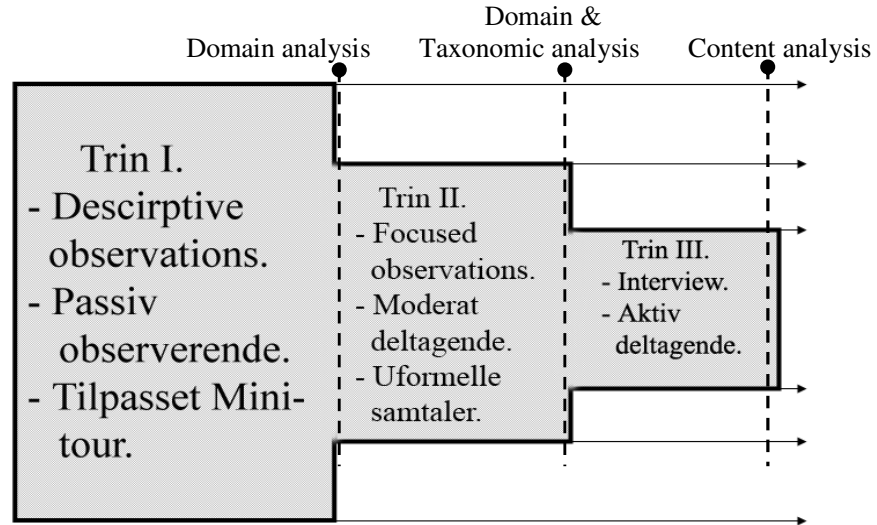 Domain analysis
Domain &
Taxonomic analysis
Content analysis
Trin I.
- Descirptive
observations.
- Passiv
observerende.
- Tilpasset Mini-
tour.
Trin II.
- Focused
observations.
- Moderat
deltagende.
- Uformelle
samtaler.
Trin III.
- Interview.
- Aktiv
deltagende.